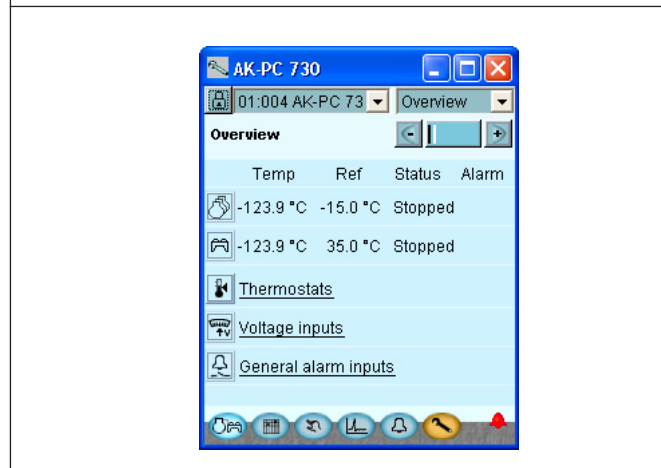 AK-PC 730
01:004 AK-PC 73 Overview
Overview
Temp Ref Status Alarm
-123.9 °C -15.0 °C Stopped
-123.9 °C 35.0 °C Stopped
Thermostats
Voltage inputs
General alarm inputs